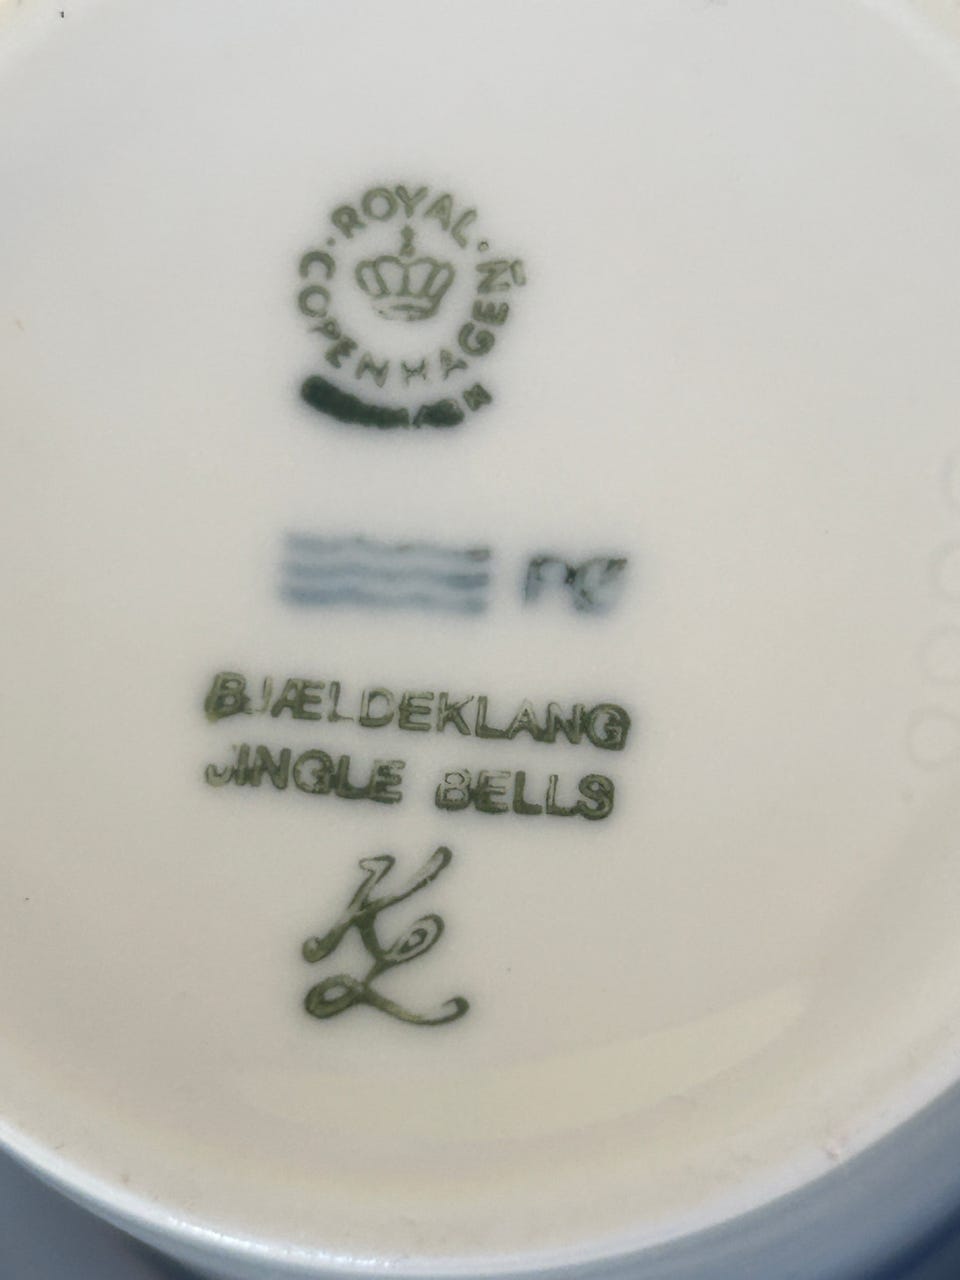 ROYAL
COPENHAGEN
BJÆLDEKLANG
JINGLE BELLS
KL